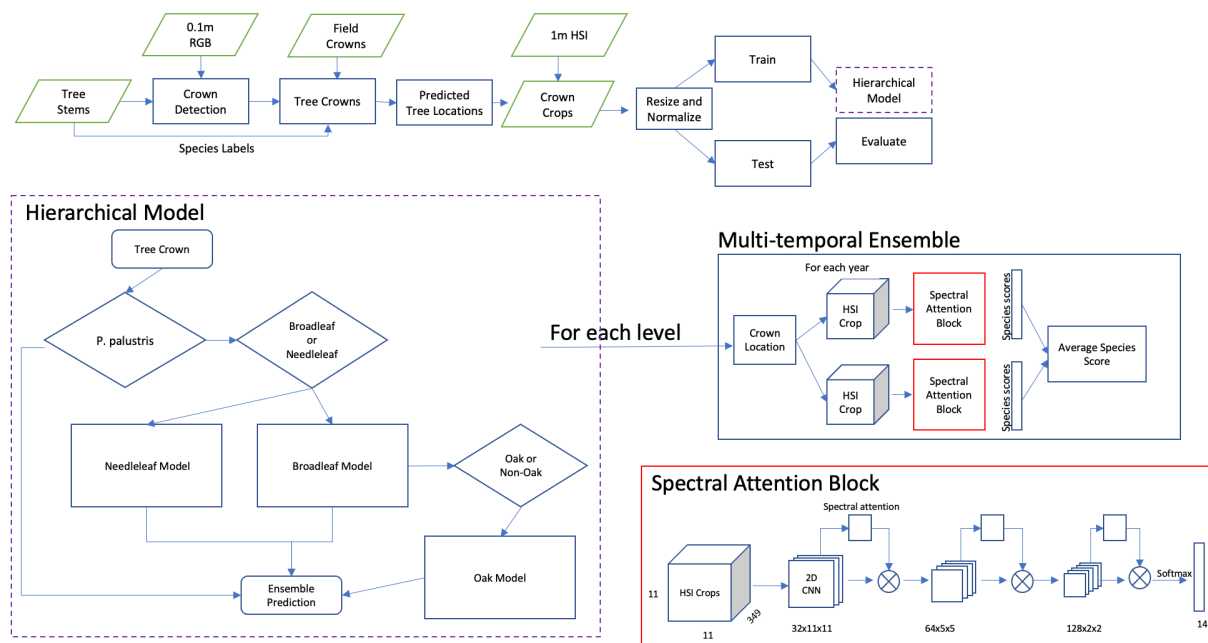 0.1m
RGB
Field
Crowns
1m HSI
Tree
Stems
Crown
Detection
Tree Crowns
Predicted
Tree Locations
Crown
Crops
Resize and
Normalize
Train
Test
Hierarchical
Model
Evaluate
Species Labels
Hierarchical Model
Tree Crown
P. palustris
Broadleaf
or
Needleleaf
Needleleaf Model
Broadleaf Model
Oak or
Non-Oak
Oak Model
Ensemble
Prediction
For each level
Multi-temporal Ensemble
For each year
Crown
Location
HSI
Crop
Spectral
Attention
Block
Species scores
HSI
Crop
Spectral
Attention
Block
Species scores
Average Species
Score
Spectral Attention Block
Spectral attention
HSI Crops
11
11
349
2D
CNN
32x11x11
64x5x5
128x2x2
Softmax
14